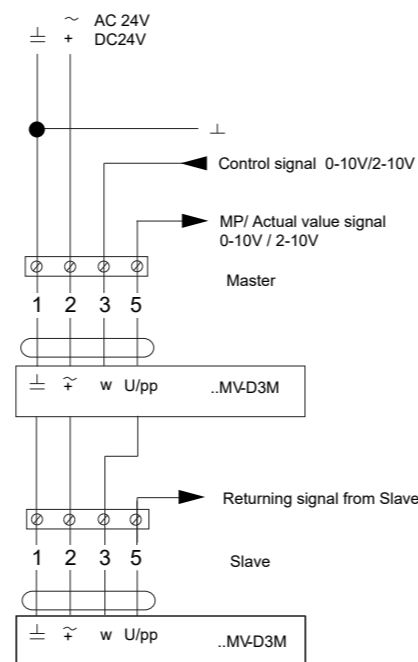 ~ AC 24V
⊥ + DC24V
⊥
Control signal 0-10V/2-10V
MP/ Actual value signal
0-10V / 2-10V
Master
1 2 3 5
⊥ ~+ w U/pp ..MV-D3M
Returning signal from Slave
1 2 3 5
Slave
⊥ ~+ w U/pp ..MV-D3M